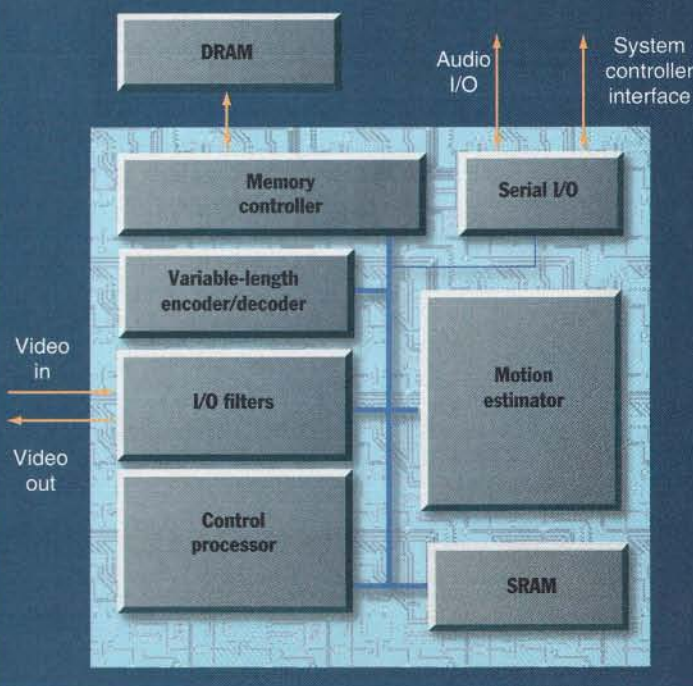 DRAM
Audio
I/O
System
controller
interface
Memory
controller
Serial I/O
Variable-length
encoder/decoder
Video
in
I/O filters
Motion
estimator
Video
out
Control
processor
SRAM